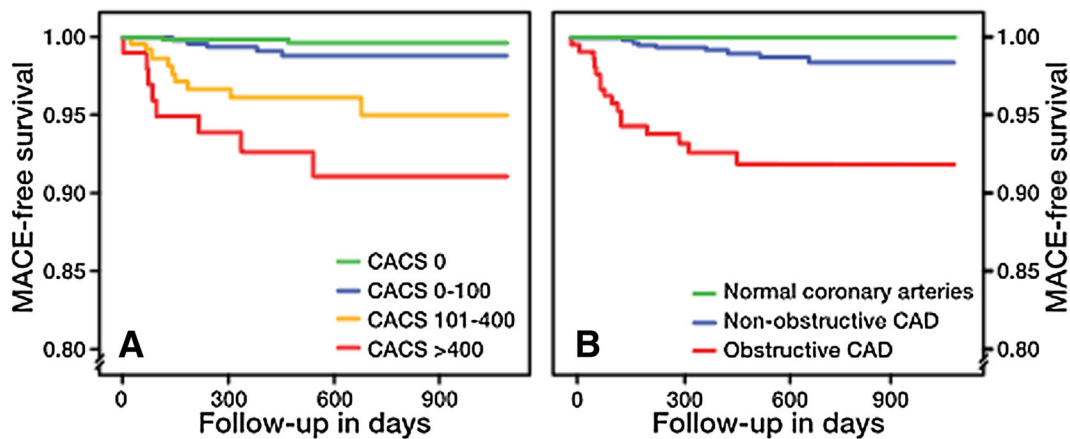 MACE-free survival
1.00
0.95
0.90
0.85
0.80
CACS 0
CACS 0-100
CACS 101-400
CACS >400
A
0 300 600 900
Follow-up in days
Normal coronary arteries
Non-obstructive CAD
Obstructive CAD
B
0 300 600 900
Follow-up in days
1.00
0.95
0.90
0.85
0.80
MACE-free survival